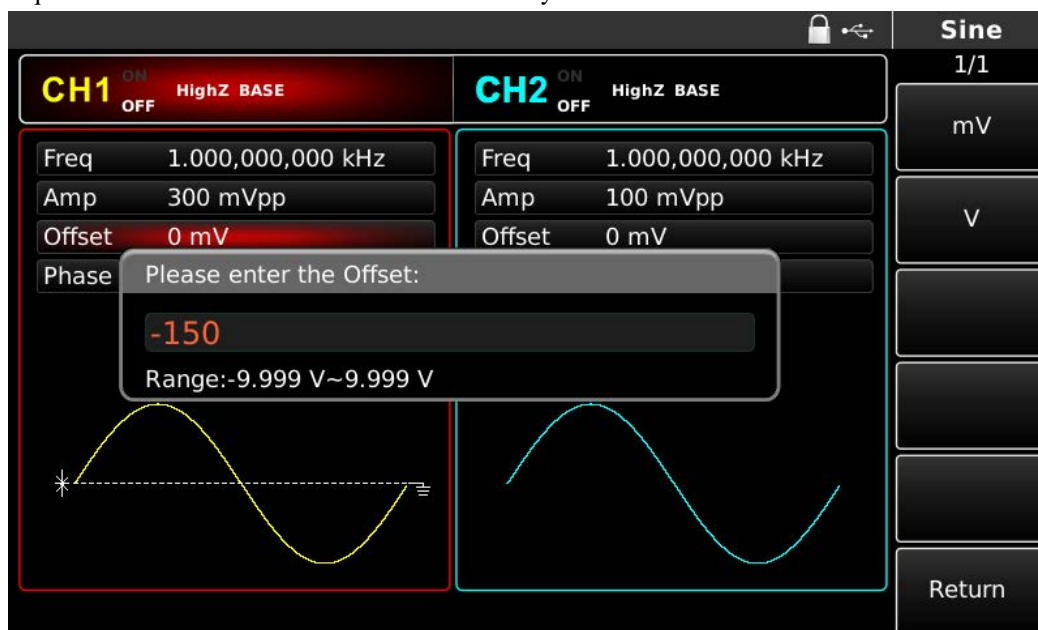 Sine
1/1
CH1 ON OFF HighZ BASE
CH2 ON OFF HighZ BASE
mV
Freq 1.000,000,000 kHz
Freq 1.000,000,000 kHz
Amp 300 mVpp
Amp 100 mVpp
V
Offset 0 mV
Offset 0 mV
Phase
Please enter the Offset:
-150
Range:-9.999 V~9.999 V
Return